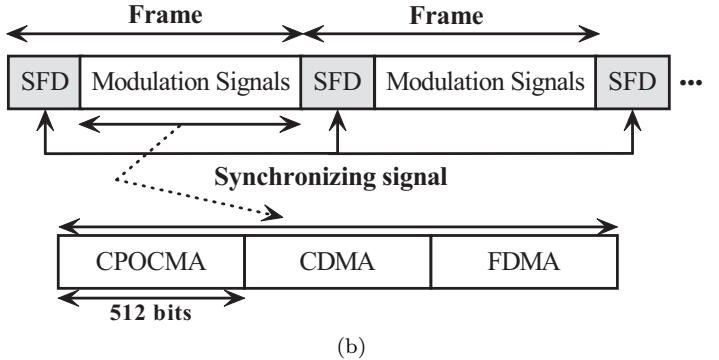 Frame Frame
SFD Modulation Signals SFD Modulation Signals SFD ...
Synchronizing signal
CPOCMA CDMA FDMA
512 bits
(b)